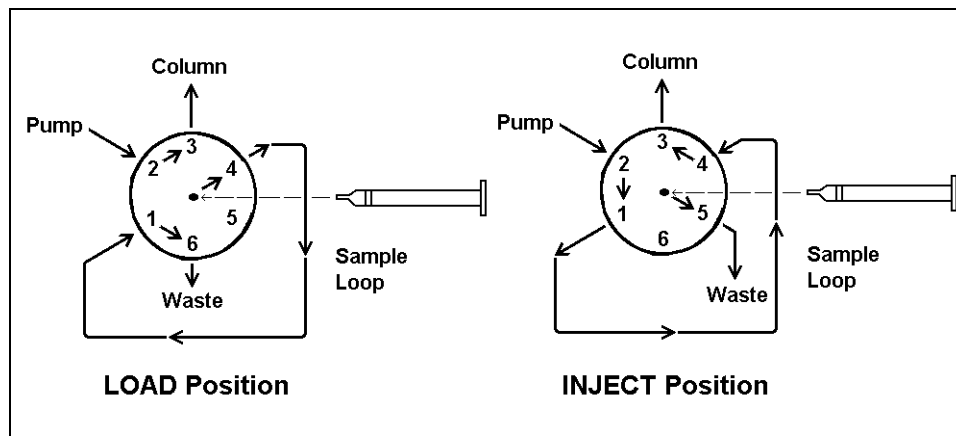 Column
Pump
3
2
4
1
5
6
Sample
Loop
Waste
LOAD Position
Column
Pump
3
2
4
1
5
6
Sample
Loop
Waste
INJECT Position